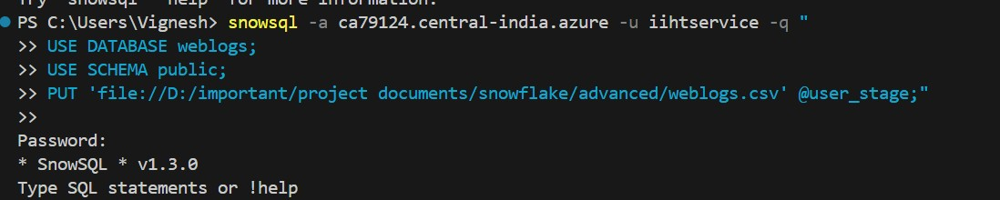 Try `snowsql --help` for more information.
PS C:\Users\Vignesh> snowsql -a ca79124.central-india.azure -u iihtservice -q "
>> USE DATABASE weblogs;
>> USE SCHEMA public;
>> PUT 'file://D:/important/project documents/snowflake/advanced/weblogs.csv' @user_stage;"
>>
Password:
* SnowSQL * v1.3.0
Type SQL statements or !help